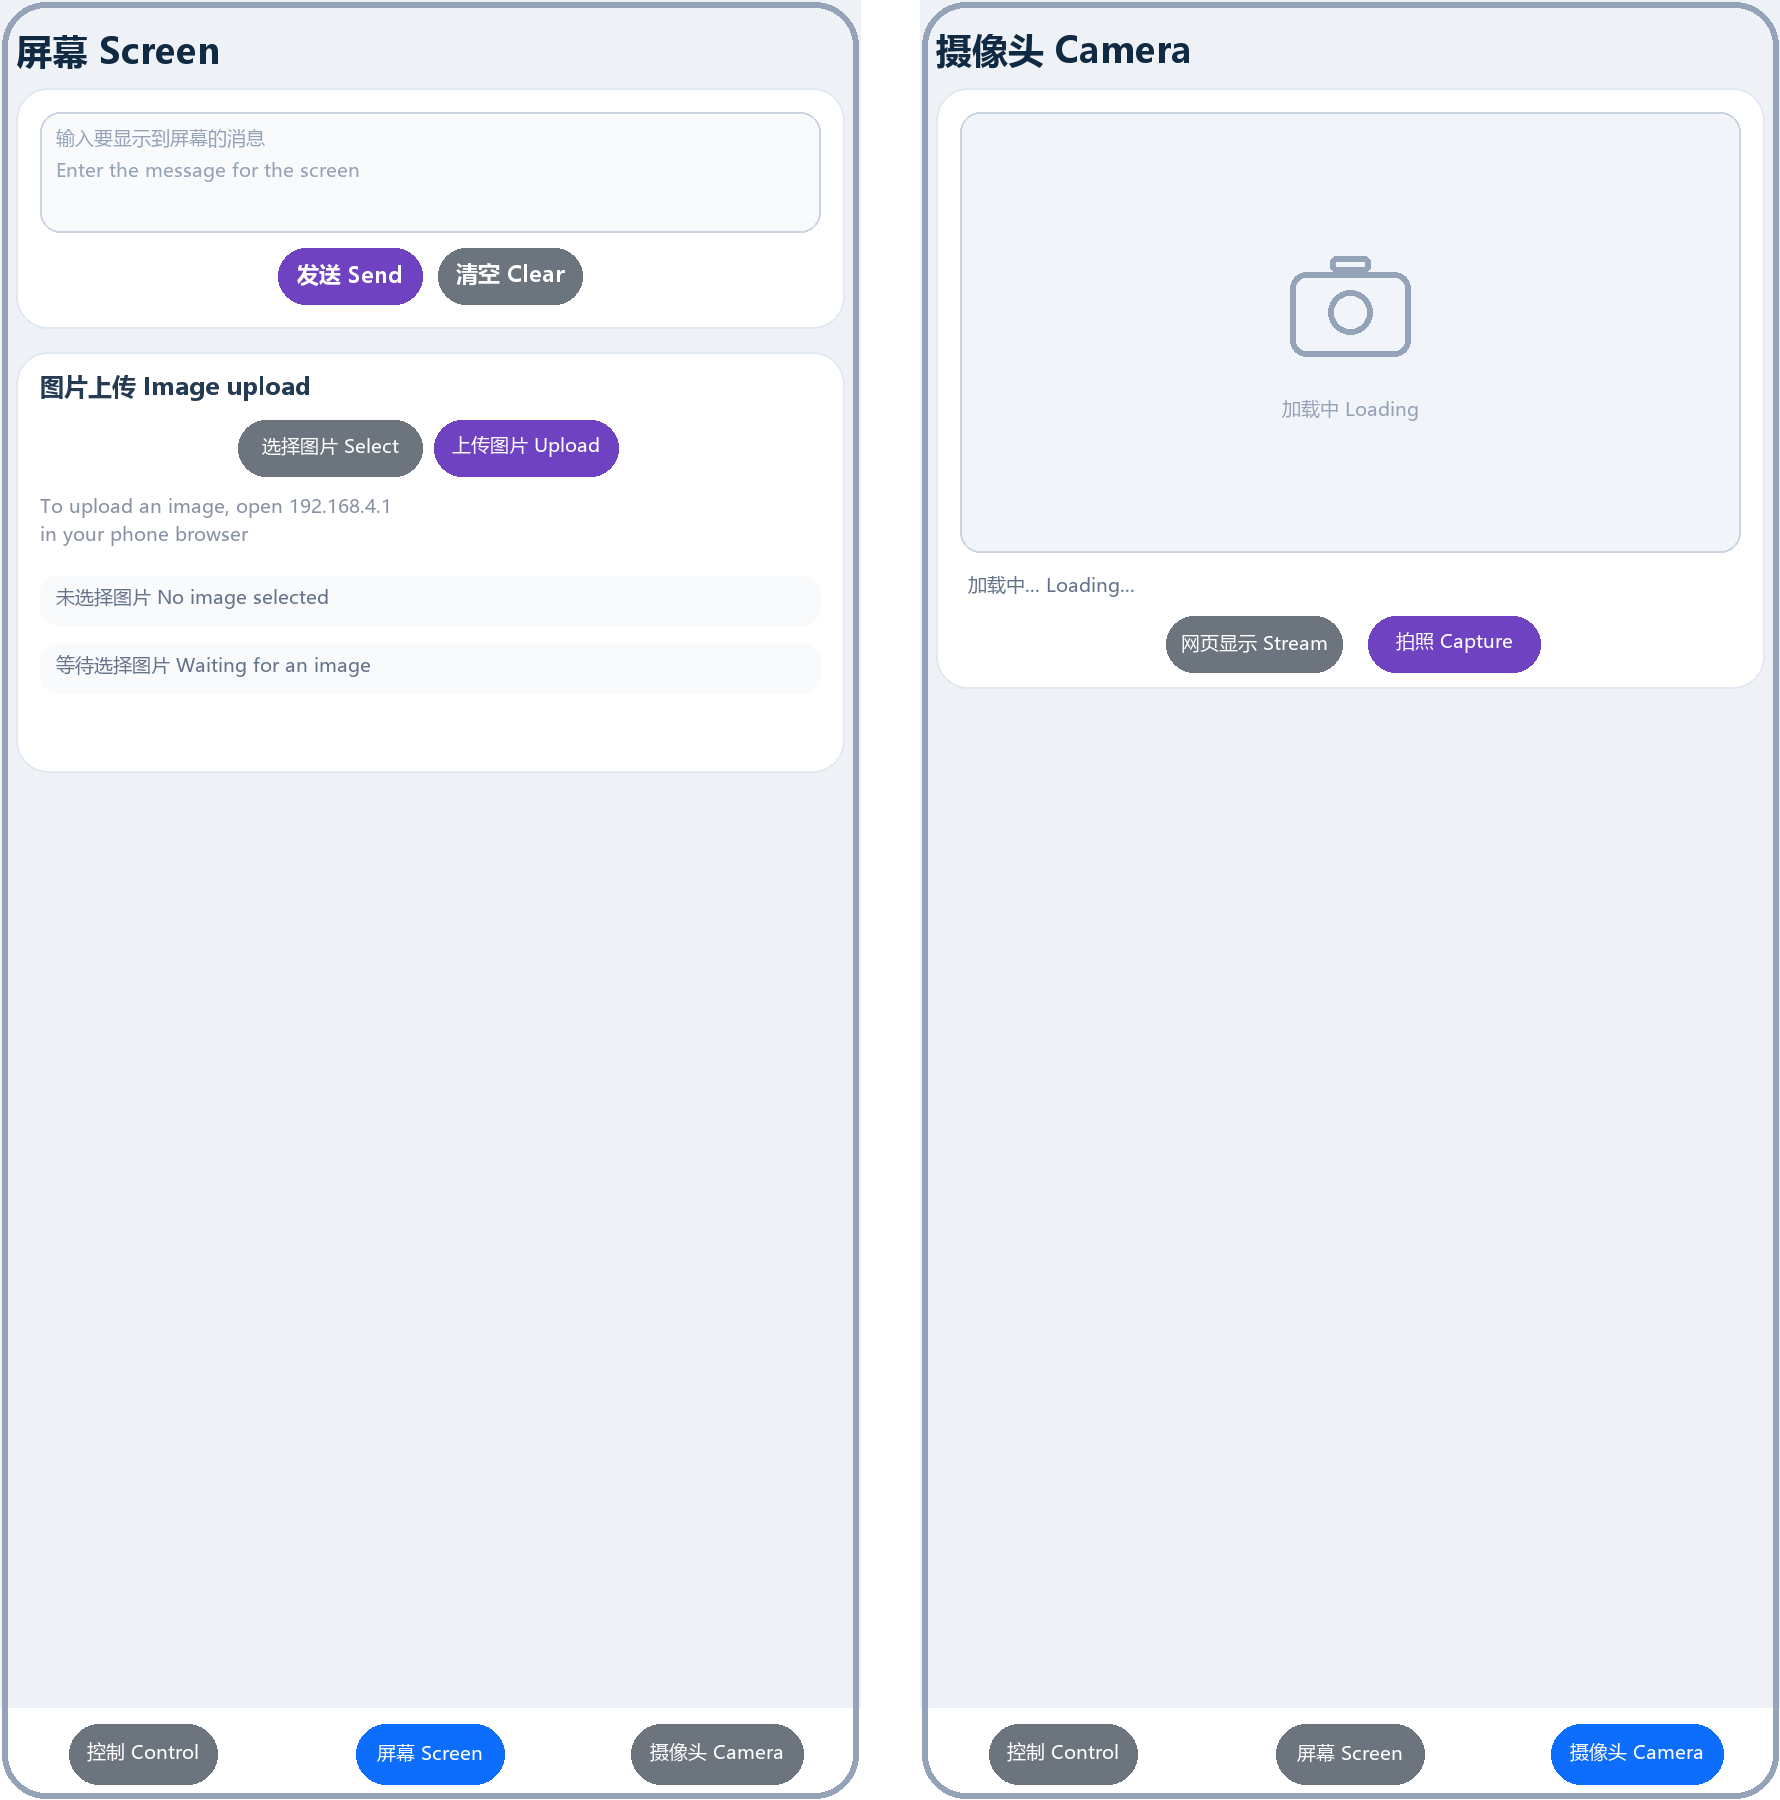 屏幕 Screen
输入要显示到屏幕的消息
Enter the message for the screen
发送 Send
清空 Clear
图片上传 Image upload
选择图片 Select
上传图片 Upload
To upload an image, open 192.168.4.1
in your phone browser
未选择图片 No image selected
等待选择图片 Waiting for an image
控制 Control
屏幕 Screen
摄像头 Camera
摄像头 Camera
加载中 Loading
加载中... Loading...
网页显示 Stream
拍照 Capture
控制 Control
屏幕 Screen
摄像头 Camera